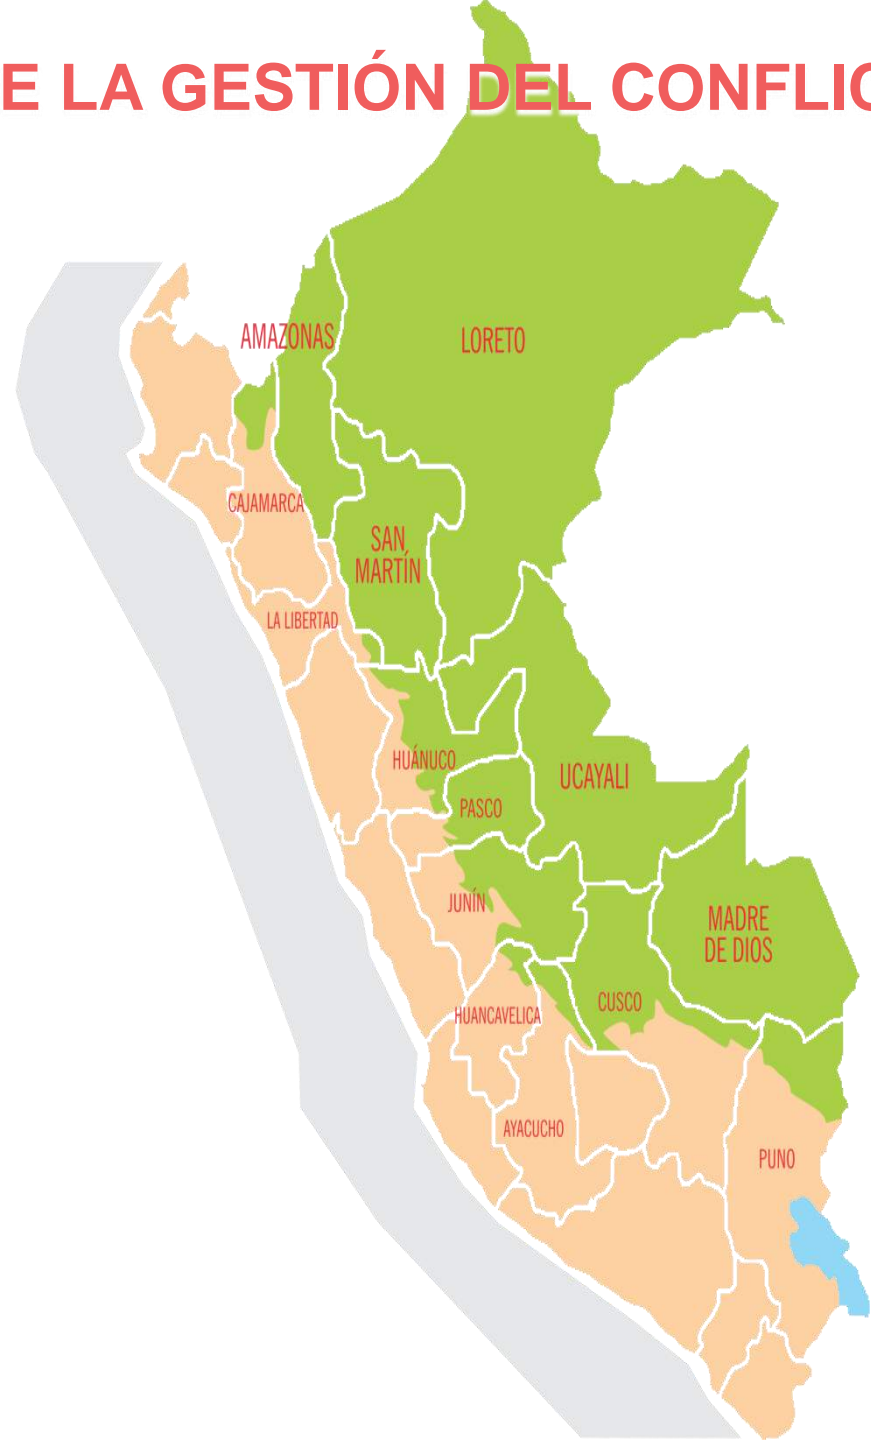 E LA GESTIÓN DEL CONFLIC
AMAZONAS
LORETO
CAJAMARCA
SAN
MARTÍN
LA LIBERTAD
HUÁNUCO
UCAYALI
PASCO
JUNÍN
MADRE
DE DIOS
CUSCO
HUANCAVELICA
AYACUCHO
PUNO